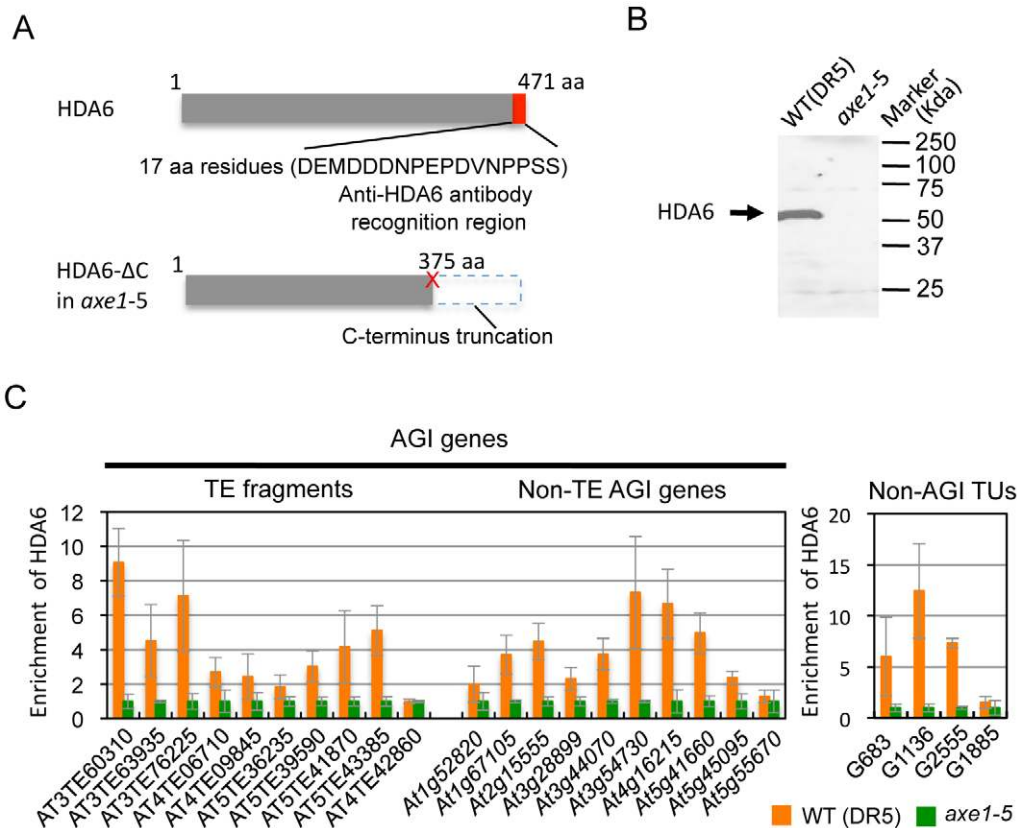 A
1
471 aa
HDA6
17 aa residues (DEMDDDNPEPDVNPPSS)
Anti-HDA6 antibody
recognition region
HDA6-ΔC
in axe1-5
1
375 aa
X
C-terminus truncation
B
WT(DR5)
axe1-5
Marker
(Kda)
250
100
75
HDA6
50
37
25
C
AGI genes
TE fragments
Non-TE AGI genes
Non-AGI TUs
Enrichment of HDA6
12
10
8
6
4
2
0
AT3TE60310
AT3TE63935
AT3TE76225
AT4TE06710
AT4TE09845
AT5TE36235
AT5TE39590
AT5TE41870
AT5TE43385
AT4TE42860
At1g52820
At1g67105
At2g15555
At3g28899
At3g44070
At3g54730
At4g16215
At5g41660
At5g45095
At5g55670
Enrichment of HDA6
20
15
10
5
0
G683
G1136
G2555
G1885
WT (DR5)
axe1-5